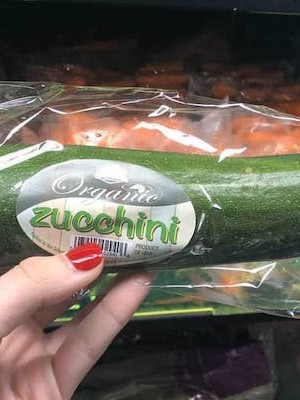 Organic
zucchini
PRODUCT
OF USA